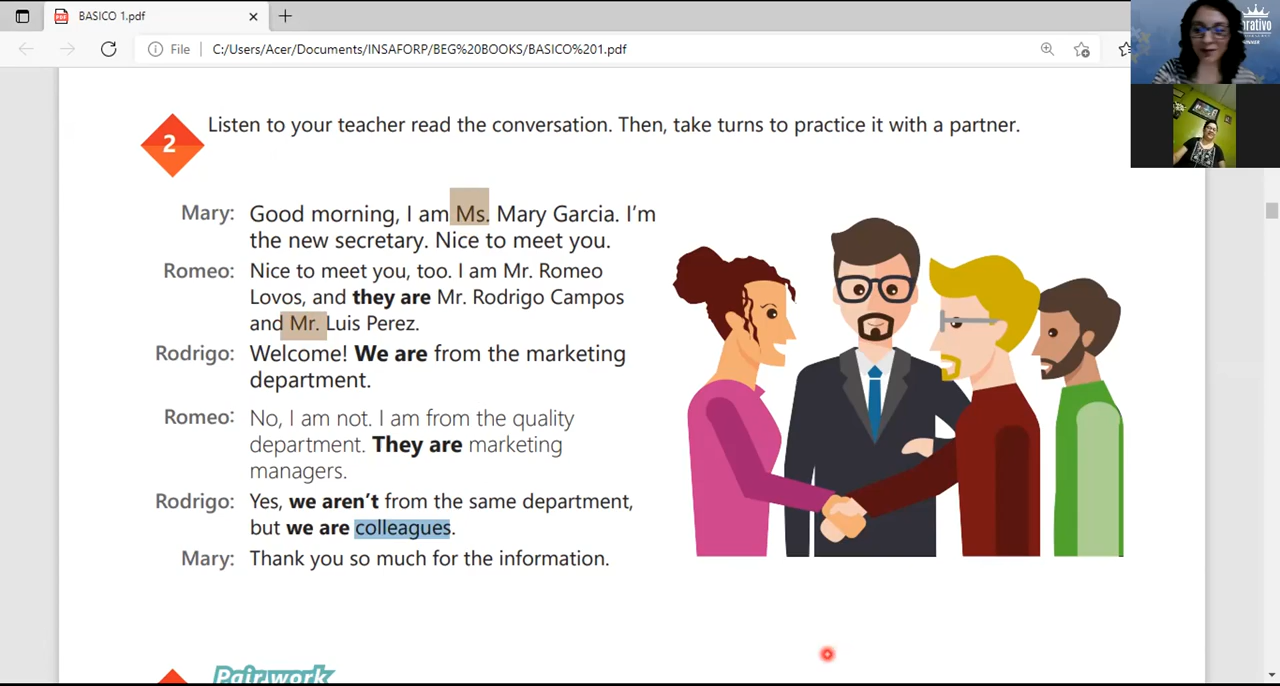 BASICO 1.pdf
File
C:/Users/Acer/Documents/INSAFORP/BEG%20BOOKS/BASICO%201.pdf
2
Listen to your teacher read the conversation. Then, take turns to practice it with a partner.
Mary: Good morning, I am Ms. Mary Garcia. I'm
the new secretary. Nice to meet you.
Romeo: Nice to meet you, too. I am Mr. Romeo
Lovos, and they are Mr. Rodrigo Campos
and Mr. Luis Perez.
Rodrigo: Welcome! We are from the marketing
department.
Romeo: No, I am not. I am from the quality
department. They are marketing
managers.
Rodrigo: Yes, we aren't from the same department,
but we are colleagues.
Mary: Thank you so much for the information.
Pair work